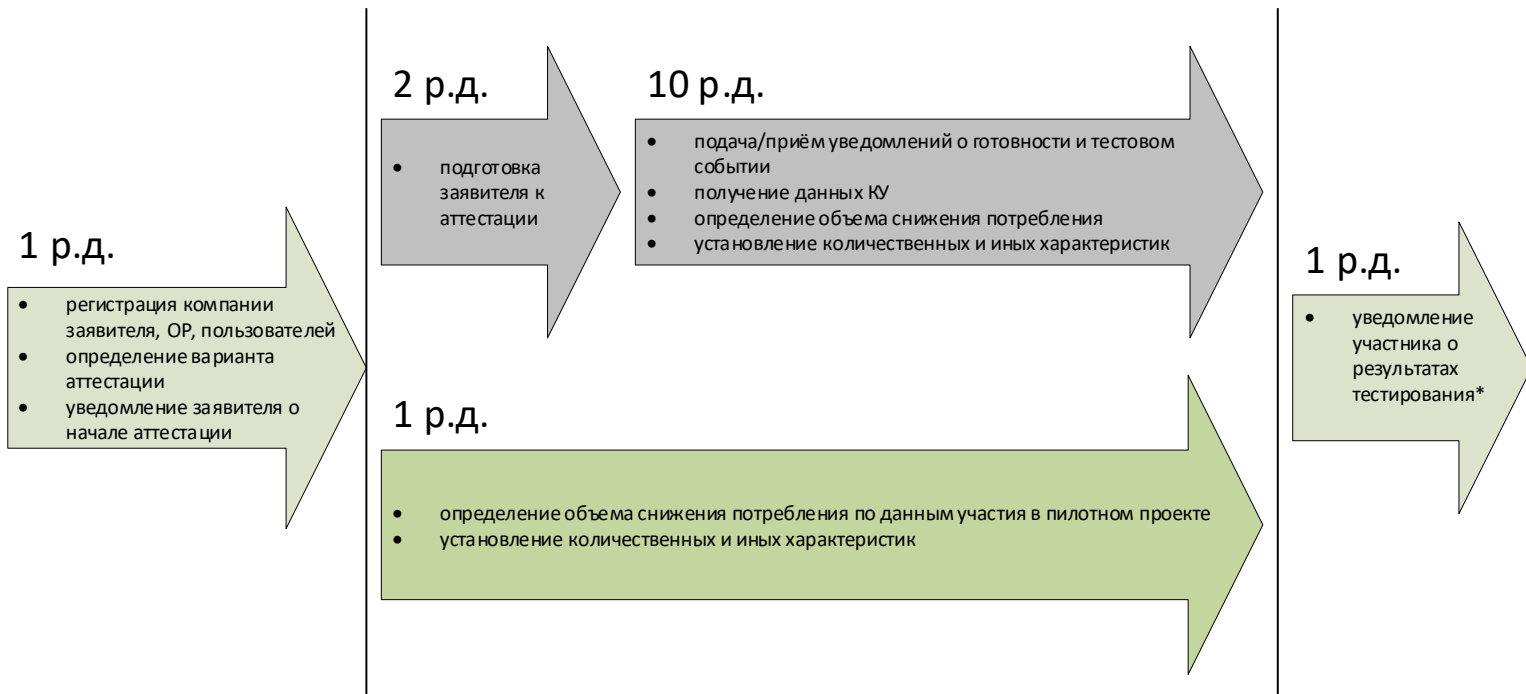 1 р.д.
• регистрация компании
заявителя, ОР, пользователей
• определение варианта
аттестации
• уведомление заявителя о
начале аттестации
2 р.д.
• подготовка
заявителя к
аттестации
10 р.д.
• подача/приём уведомлений о готовности и тестовом
событии
• получение данных КУ
• определение объема снижения потребления
• установление количественных и иных характеристик
1 р.д.
• определение объема снижения потребления по данным участия в пилотном проекте
• установление количественных и иных характеристик
1 р.д.
• уведомление
участника о
результатах
тестирования*